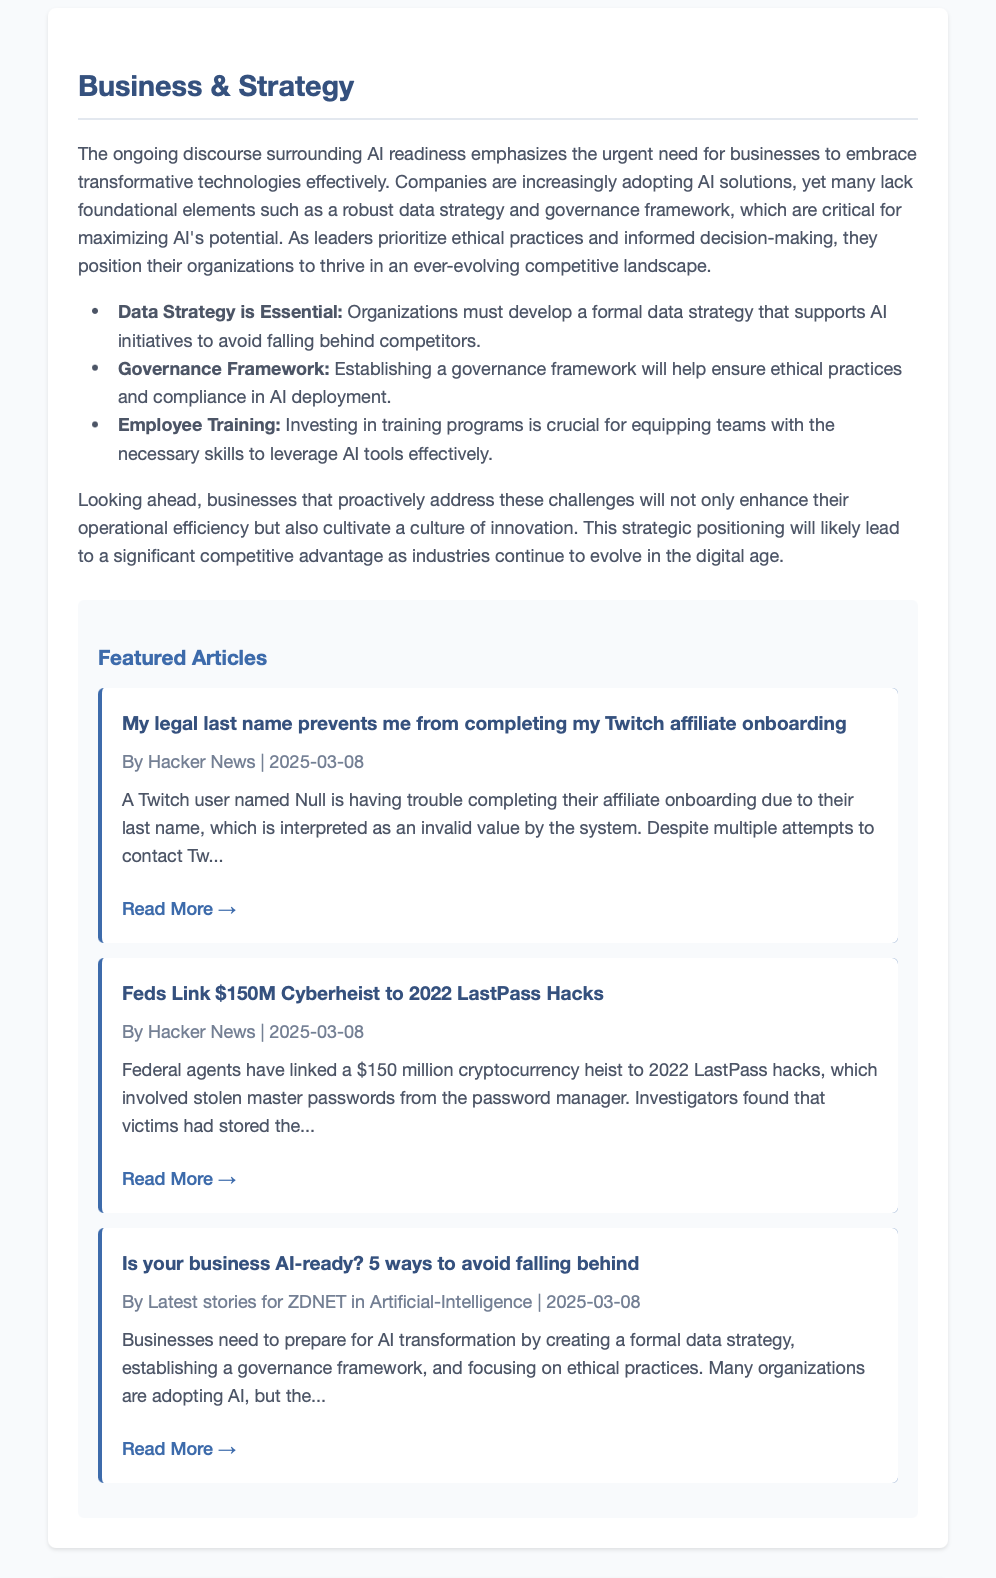 Business & Strategy
The ongoing discourse surrounding AI readiness emphasizes the urgent need for businesses to embrace
transformative technologies effectively. Companies are increasingly adopting AI solutions, yet many lack
foundational elements such as a robust data strategy and governance framework, which are critical for
maximizing AI's potential. As leaders prioritize ethical practices and informed decision-making, they
position their organizations to thrive in an ever-evolving competitive landscape.
• Data Strategy is Essential: Organizations must develop a formal data strategy that supports AI
initiatives to avoid falling behind competitors.
• Governance Framework: Establishing a governance framework will help ensure ethical practices
and compliance in AI deployment.
• Employee Training: Investing in training programs is crucial for equipping teams with the
necessary skills to leverage AI tools effectively.
Looking ahead, businesses that proactively address these challenges will not only enhance their
operational efficiency but also cultivate a culture of innovation. This strategic positioning will likely lead
to a significant competitive advantage as industries continue to evolve in the digital age.
Featured Articles
My legal last name prevents me from completing my Twitch affiliate onboarding
By Hacker News | 2025-03-08
A Twitch user named Null is having trouble completing their affiliate onboarding due to their
last name, which is interpreted as an invalid value by the system. Despite multiple attempts to
contact Tw...
Read More →
Feds Link $150M Cyberheist to 2022 LastPass Hacks
By Hacker News | 2025-03-08
Federal agents have linked a $150 million cryptocurrency heist to 2022 LastPass hacks, which
involved stolen master passwords from the password manager. Investigators found that
victims had stored the...
Read More →
Is your business AI-ready? 5 ways to avoid falling behind
By Latest stories for ZDNET in Artificial-Intelligence | 2025-03-08
Businesses need to prepare for AI transformation by creating a formal data strategy,
establishing a governance framework, and focusing on ethical practices. Many organizations
are adopting AI, but the...
Read More →